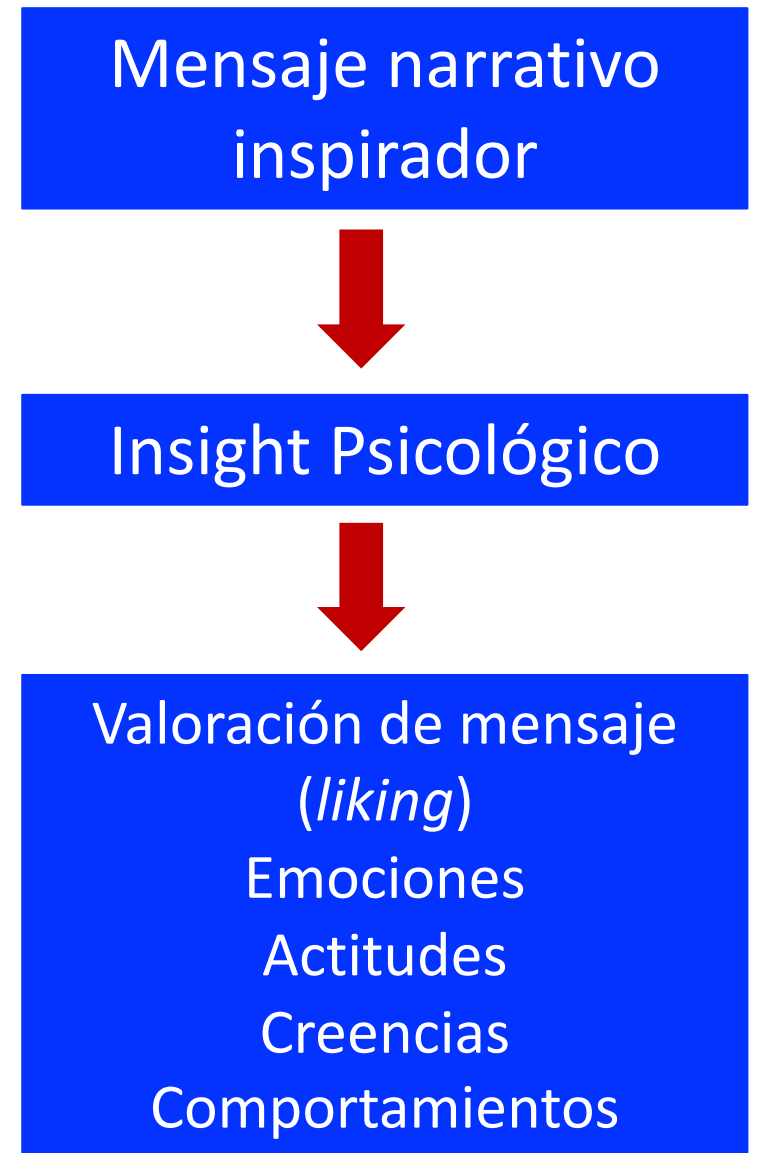 Mensaje narrativo
inspirador
Insight Psicológico
Valoración de mensaje
(liking)
Emociones
Actitudes
Creencias
Comportamientos